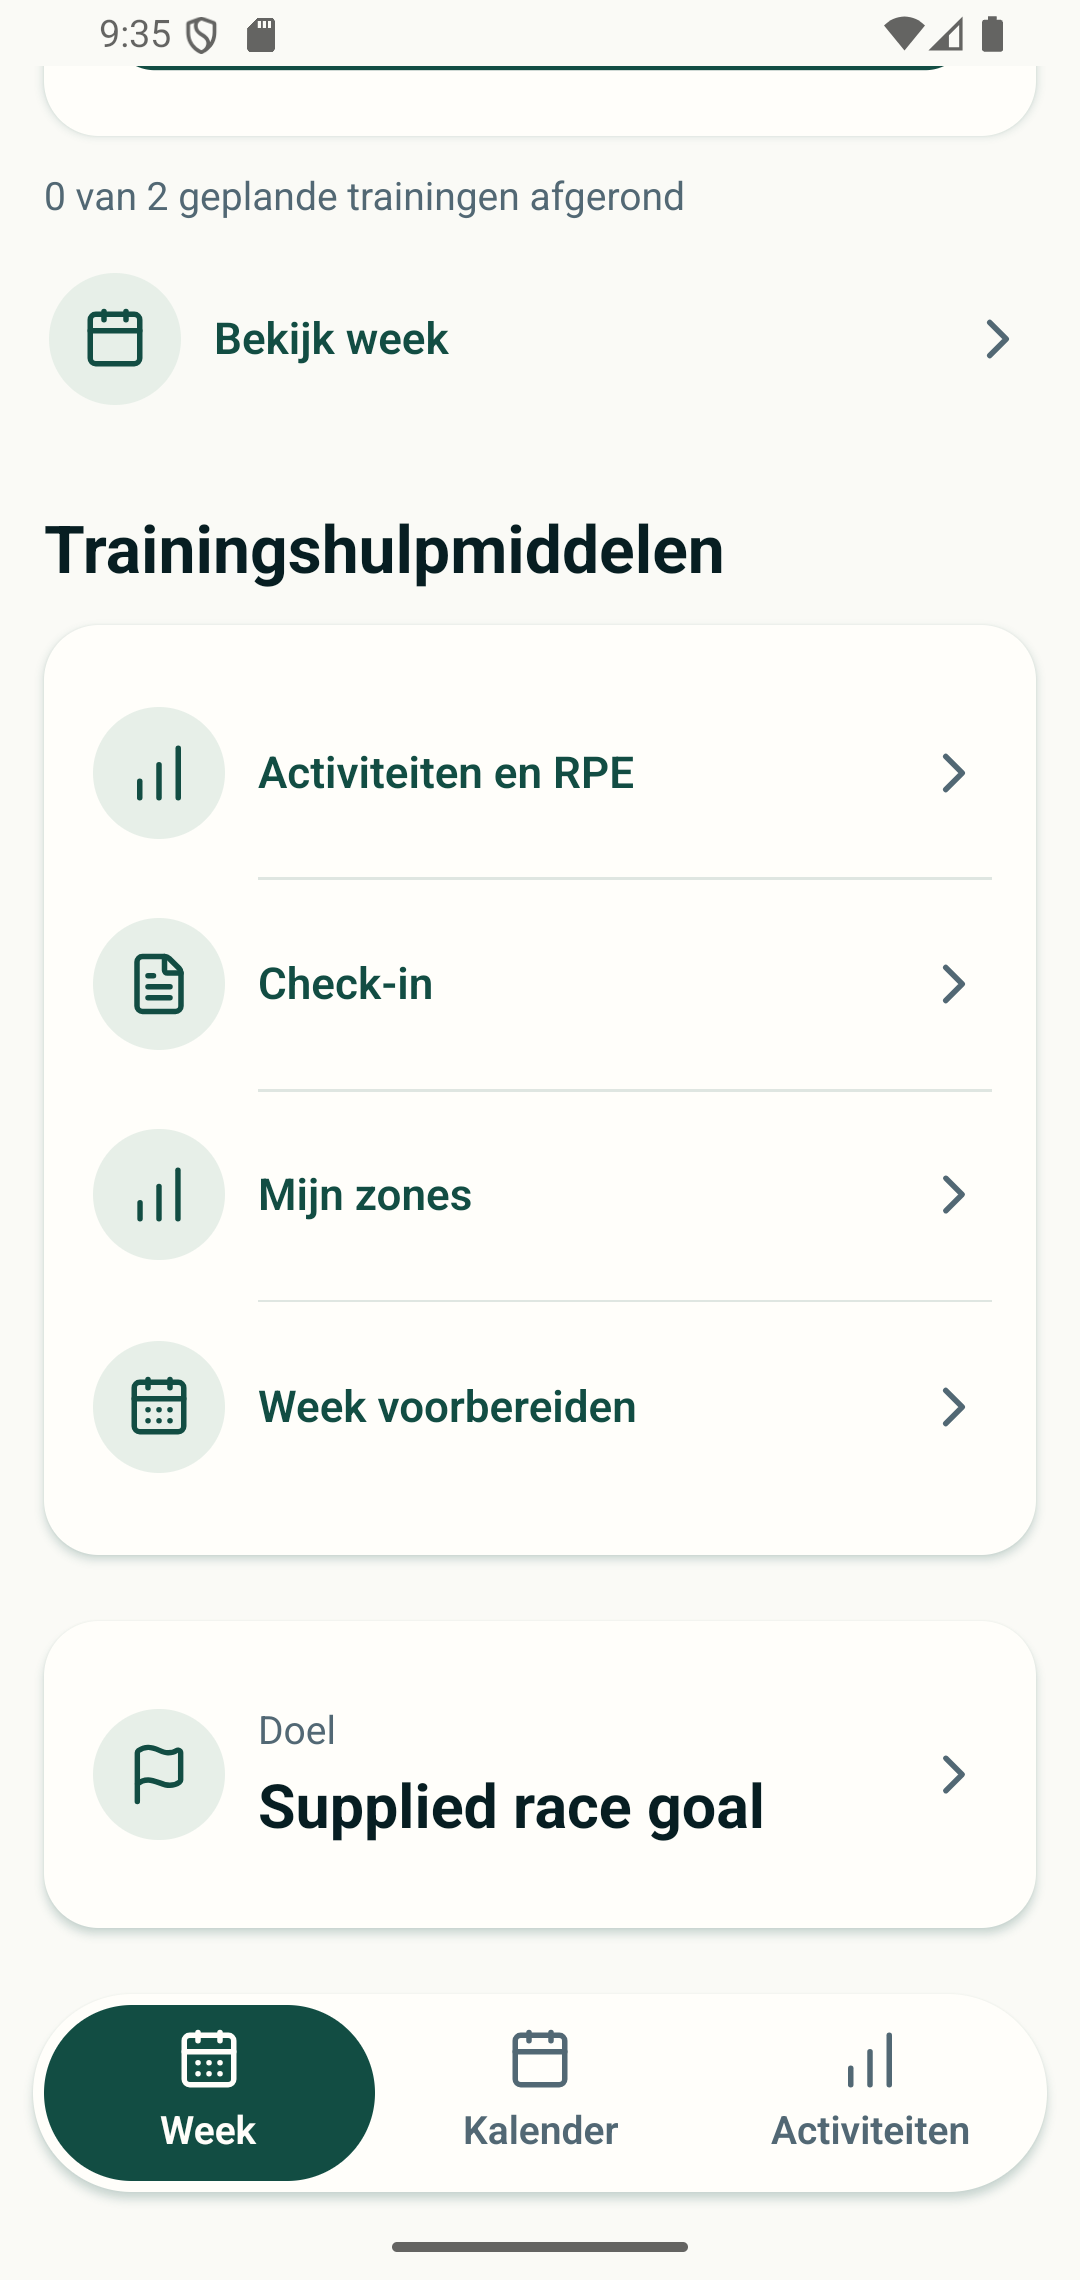 9:35
0 van 2 geplande trainingen afgerond
Bekijk week
Trainingshulpmiddelen
Activiteiten en RPE
Check-in
Mijn zones
Week voorbereiden
Doel
Supplied race goal
Week
Kalender
Activiteiten